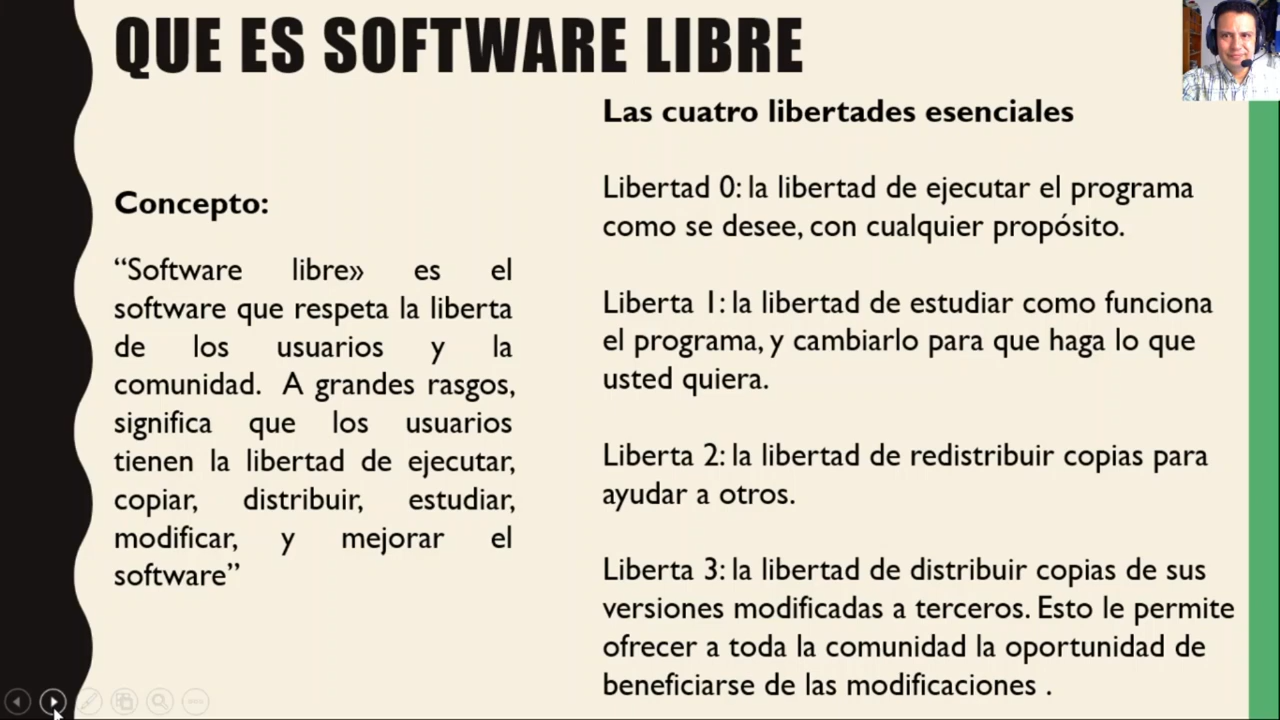 QUE ES SOFTWARE LIBRE
Concepto:
“Software libre» es el
software que respeta la liberta
de los usuarios y la
comunidad. A grandes rasgos,
significa que los usuarios
tienen la libertad de ejecutar,
copiar, distribuir, estudiar,
modificar, y mejorar el
software”
Las cuatro libertades esenciales
Libertad 0: la libertad de ejecutar el programa
como se desee, con cualquier propósito.
Liberta 1: la libertad de estudiar como funciona
el programa, y cambiarlo para que haga lo que
usted quiera.
Liberta 2: la libertad de redistribuir copias para
ayudar a otros.
Liberta 3: la libertad de distribuir copias de sus
versiones modificadas a terceros. Esto le permite
ofrecer a toda la comunidad la oportunidad de
beneficiarse de las modificaciones .